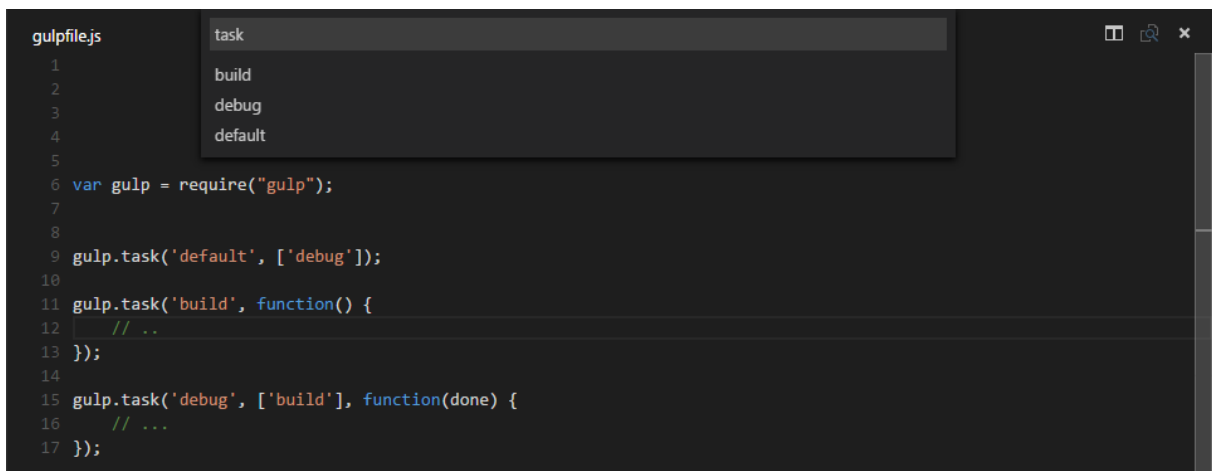 gulpfile.js
task
build
debug
default
1
2
3
4
5
6 var gulp = require("gulp");
7
8
9 gulp.task('default', ['debug']);
10
11 gulp.task('build', function() {
12     // ..
13 });
14
15 gulp.task('debug', ['build'], function(done) {
16     // ...
17 });